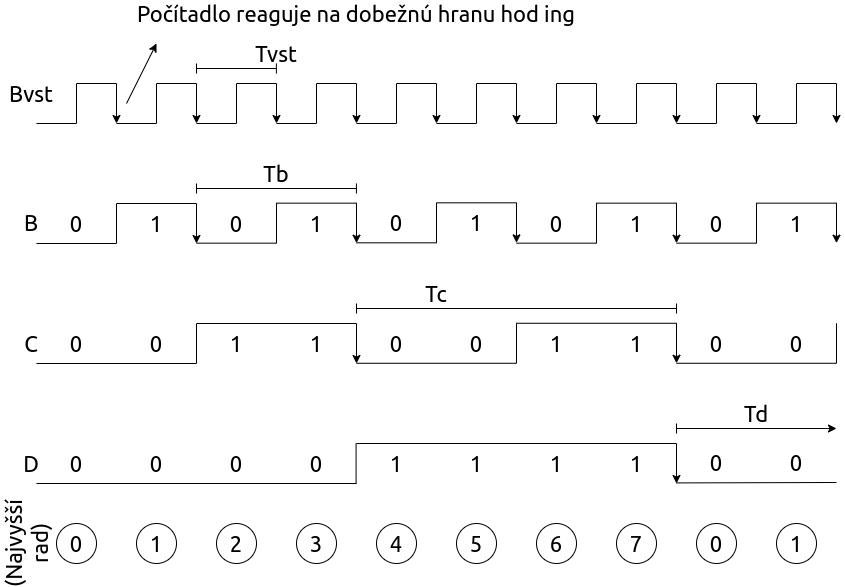 Počítadlo reaguje na dobežnú hranu hod ing
Tvst
Bvst
Tb
B 0 1 0 1 0 1 0 1 0 1
Tc
C 0 0 1 1 0 0 1 1 0 0
Td
D 0 0 0 0 1 1 1 1 0 0
(Najvyšší
rad)
0 1 2 3 4 5 6 7 0 1